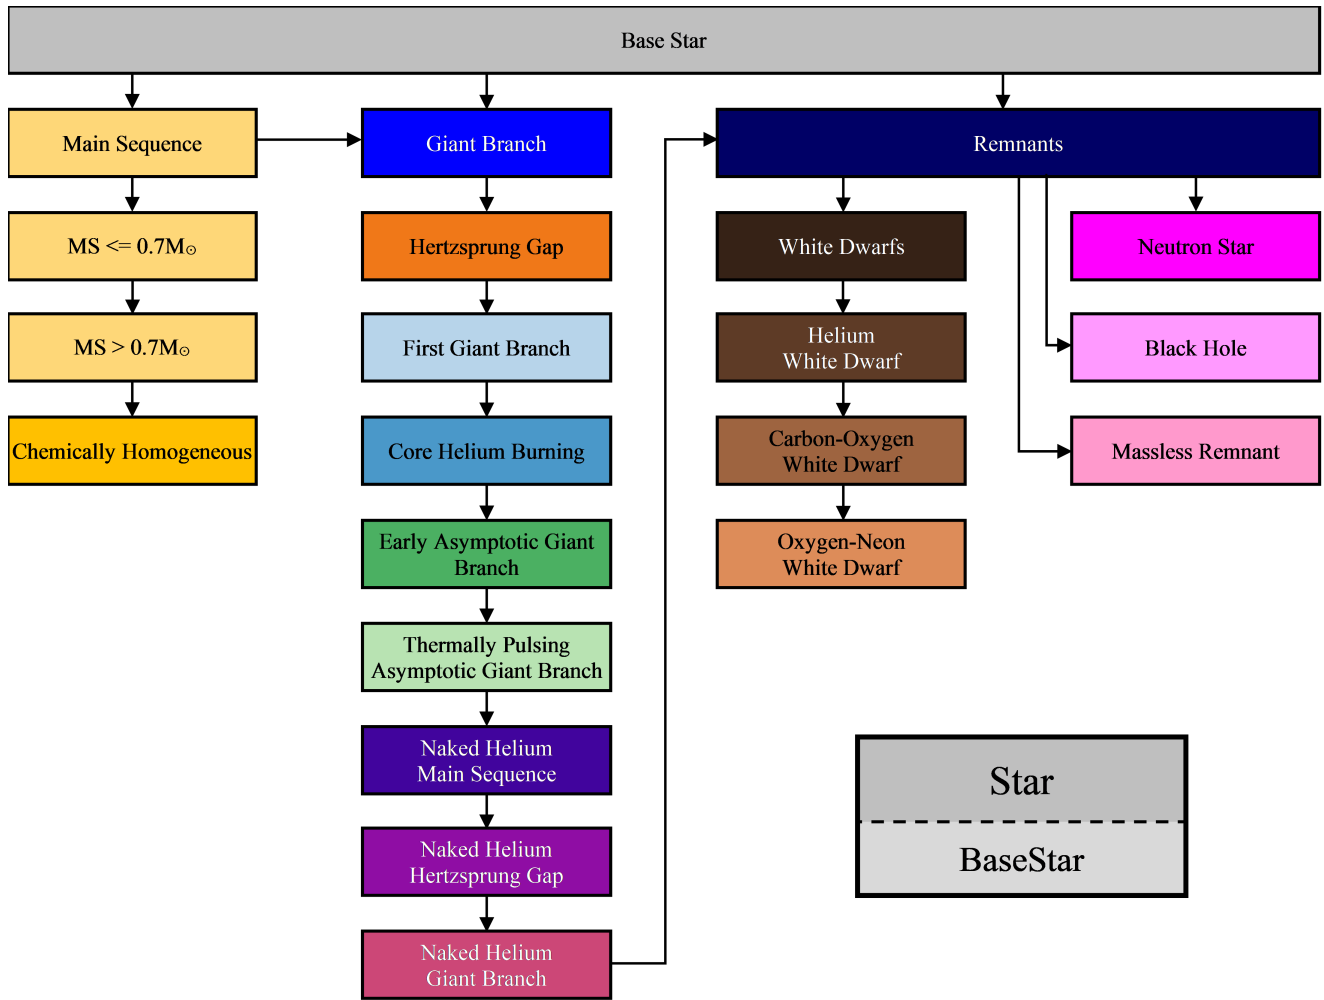 Base Star
Main Sequence
Giant Branch
Remnants
MS <= 0.7M☉
Hertzsprung Gap
White Dwarfs
Neutron Star
MS > 0.7M☉
First Giant Branch
Helium
White Dwarf
Black Hole
Chemically Homogeneous
Core Helium Burning
Carbon-Oxygen
White Dwarf
Massless Remnant
Early Asymptotic Giant
Branch
Oxygen-Neon
White Dwarf
Thermally Pulsing
Asymptotic Giant Branch
Naked Helium
Main Sequence
Star
BaseStar
Naked Helium
Hertzsprung Gap
Naked Helium
Giant Branch